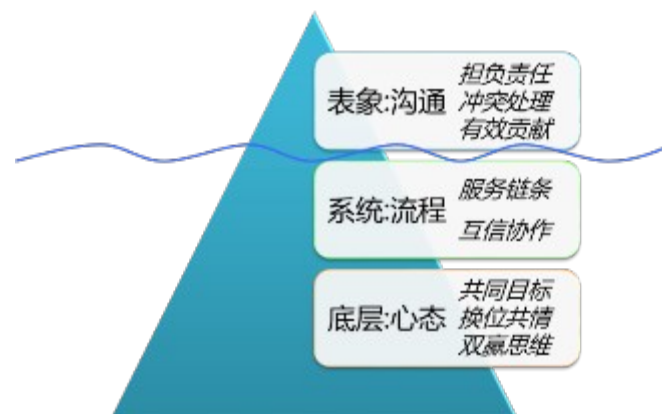 表象:沟通
担负责任
冲突处理
有效贡献
系统:流程
服务链条
互信协作
底层:心态
共同目标
换位共情
双赢思维